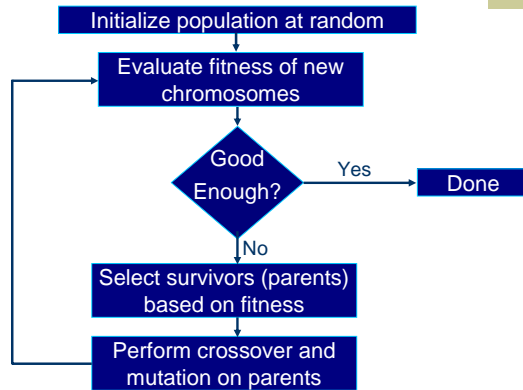 Initialize population at random
Evaluate fitness of new
chromosomes
Good
Enough?
Yes
Done
No
Select survivors (parents)
based on fitness
Perform crossover and
mutation on parents